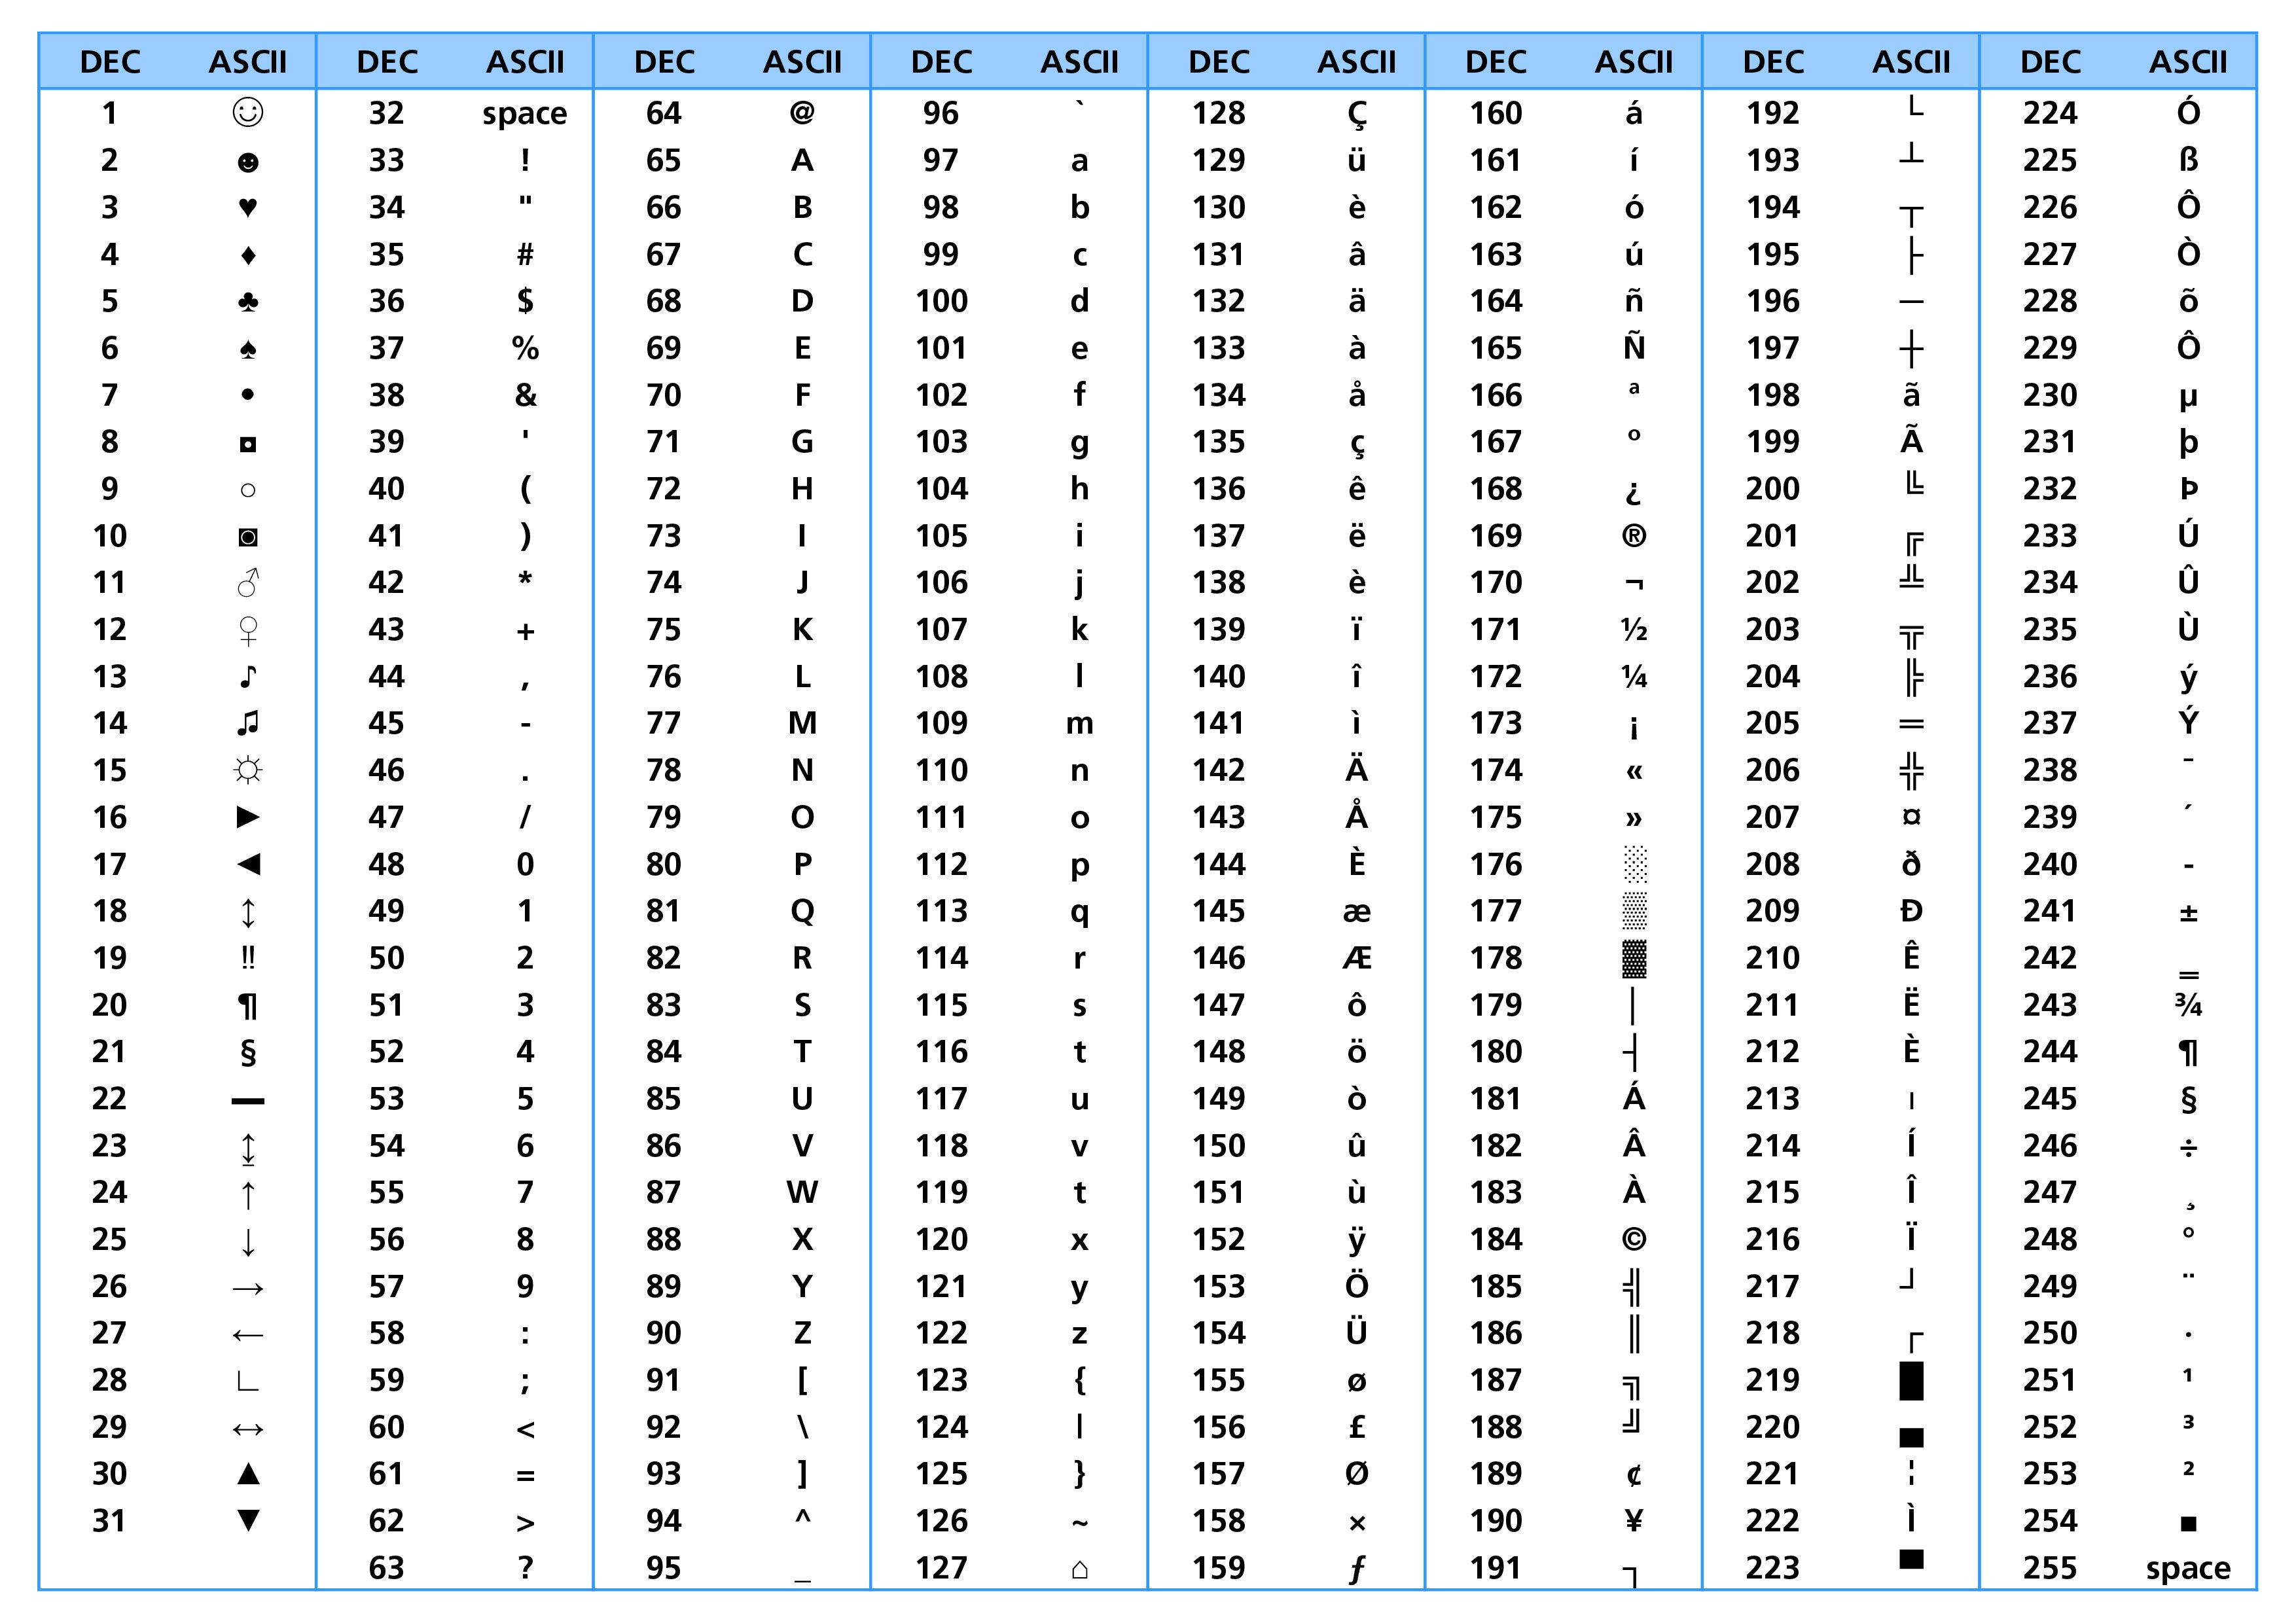 DEC ASCII DEC ASCII DEC ASCII DEC ASCII DEC ASCII DEC ASCII DEC ASCII DEC ASCII
1 ☺ 32 space 64 @ 96 ` 128 Ç 160 á 192 └ 224 Ó
2 ☻ 33 ! 65 A 97 a 129 ü 161 í 193 ┴ 225 ß
3 ♥ 34 " 66 B 98 b 130 è 162 ó 194 ┬ 226 Ô
4 ♦ 35 # 67 C 99 c 131 â 163 ú 195 ├ 227 Ò
5 ♣ 36 $ 68 D 100 d 132 ä 164 ñ 196 ─ 228 õ
6 ♠ 37 % 69 E 101 e 133 à 165 Ñ 197 ┼ 229 Ô
7 • 38 & 70 F 102 f 134 å 166 ª 198 ã 230 µ
8 ◘ 39 ' 71 G 103 g 135 ç 167 º 199 Ã 231 þ
9 ○ 40 ( 72 H 104 h 136 ê 168 ¿ 200 ╚ 232 Þ
10 ◙ 41 ) 73 I 105 i 137 ë 169 ® 201 ╔ 233 Ú
11 ♂ 42 * 74 J 106 j 138 è 170 ¬ 202 ╩ 234 Û
12 ♀ 43 + 75 K 107 k 139 ï 171 ½ 203 ╦ 235 Ù
13 ♪ 44 , 76 L 108 l 140 î 172 ¼ 204 ╠ 236 ý
14 ♫ 45 - 77 M 109 m 141 ì 173 ¡ 205 ═ 237 Ý
15 ☼ 46 . 78 N 110 n 142 Ä 174 « 206 ╬ 238 ¯
16 ► 47 / 79 O 111 o 143 Å 175 » 207 ¤ 239 ´
17 ◄ 48 0 80 P 112 p 144 È 176 ░ 208 ð 240 -
18 ↕ 49 1 81 Q 113 q 145 æ 177 ▒ 209 Ð 241 ±
19 ‼ 50 2 82 R 114 r 146 Æ 178 ▓ 210 Ê 242 ‗
20 ¶ 51 3 83 S 115 s 147 ô 179 │ 211 Ë 243 ¾
21 § 52 4 84 T 116 t 148 ö 180 ┤ 212 È 244 ¶
22 ▬ 53 5 85 U 117 u 149 ò 181 Á 213 ı 245 §
23 ↨ 54 6 86 V 118 v 150 û 182 Â 214 Í 246 ÷
24 ↑ 55 7 87 W 119 t 151 ù 183 À 215 Î 247 ¸
25 ↓ 56 8 88 X 120 x 152 ÿ 184 © 216 Ï 248 °
26 → 57 9 89 Y 121 y 153 Ö 185 ╣ 217 ┘ 249 ¨
27 ← 58 : 90 Z 122 z 154 Ü 186 ║ 218 ┌ 250 ·
28 ∟ 59 ; 91 [ 123 { 155 ø 187 ╗ 219 █ 251 ¹
29 ↔ 60 < 92 \ 124 | 156 £ 188 ╝ 220 ▄ 252 ³
30 ▲ 61 = 93 ] 125 } 157 Ø 189 ¢ 221 ¦ 253 ²
31 ▼ 62 > 94 ^ 126 ~ 158 × 190 ¥ 222 Ì 254 ■
63 ? 95 _ 127 ⌂ 159 ƒ 191 ┐ 223 ▀ 255 space